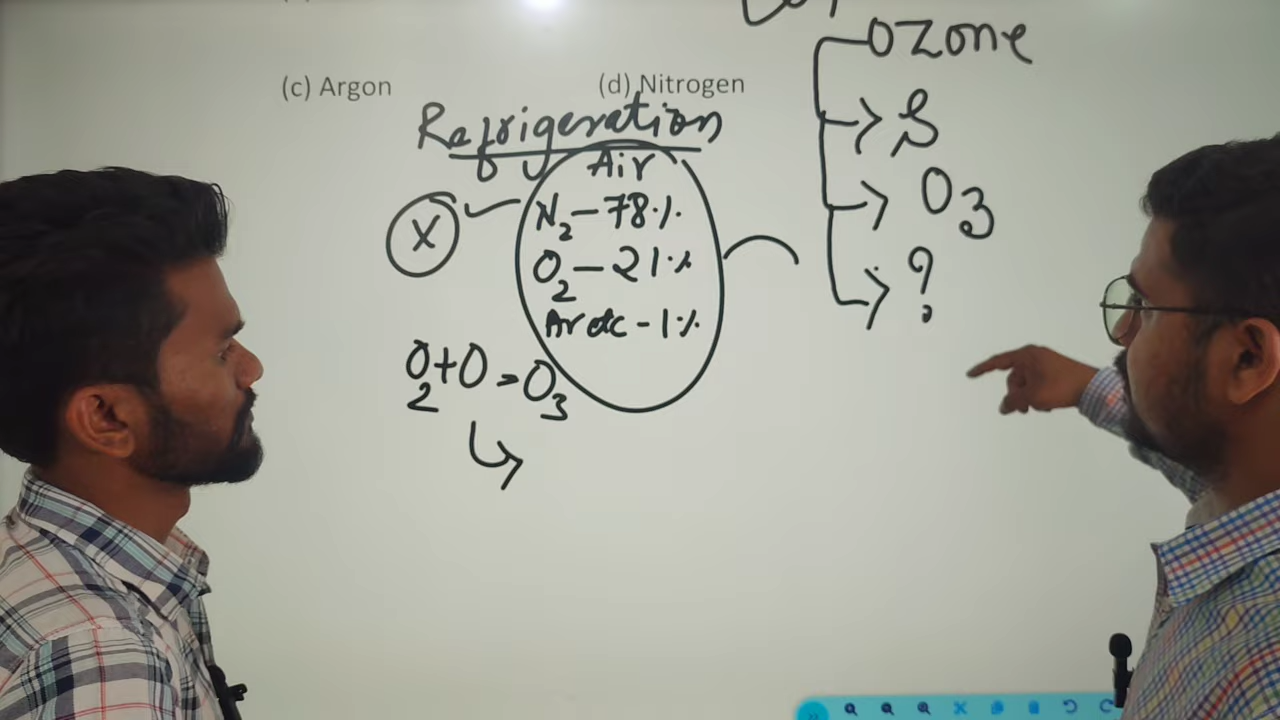 Ozone
(c) Argon (d) Nitrogen
Refrigeration
S
Air
O3
X N2 - 78%
O2 - 21%
?
Ar etc - 1%
O2 + O = O3